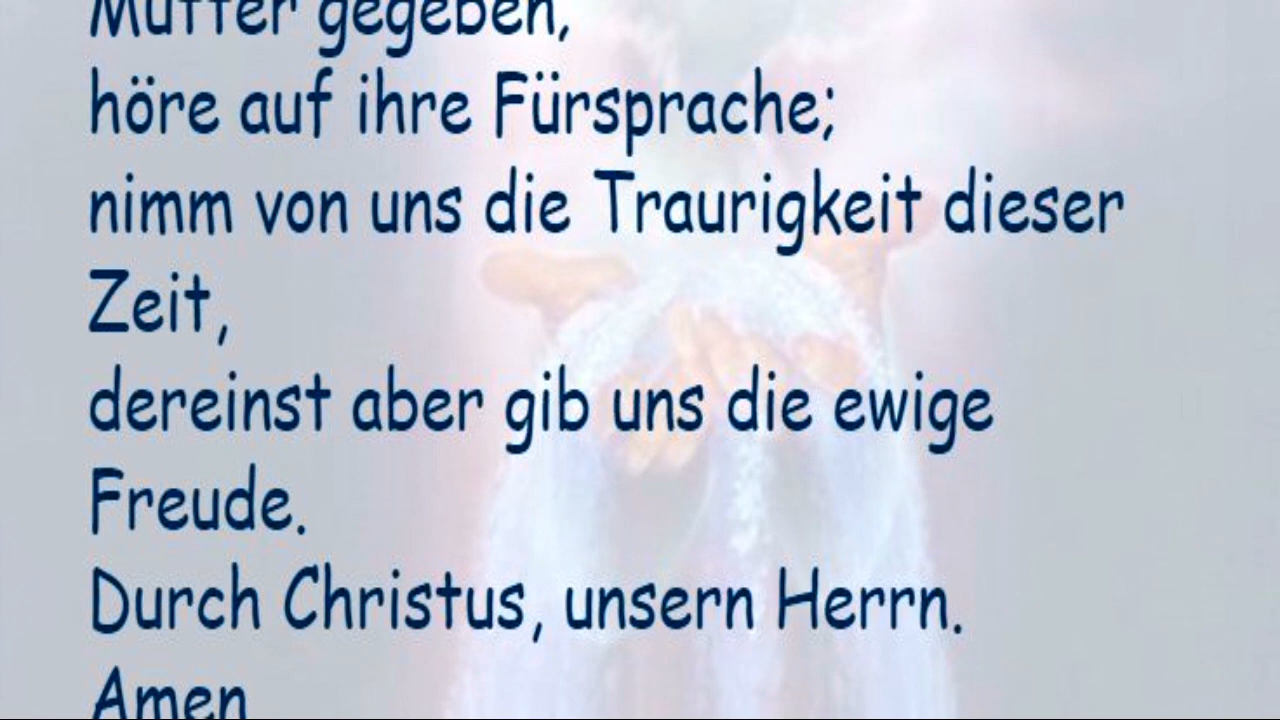 Mutter gegeben,
höre auf ihre Fürsprache;
nimm von uns die Traurigkeit dieser
Zeit,
dereinst aber gib uns die ewige
Freude.
Durch Christus, unsern Herrn.
Amen